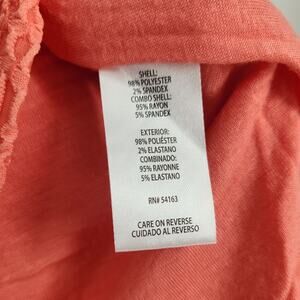 SHELL:
98% POLYESTER
2% SPANDEX
COMBO SHELL:
95% RAYON
5% SPANDEX
EXTERIOR:
98% POLIÉSTER
2% ELASTANO
COMBINADO:
95% RAYONNE
5% ELASTANO
RN# 54163
CARE ON REVERSE
CUIDADO AL REVERSO